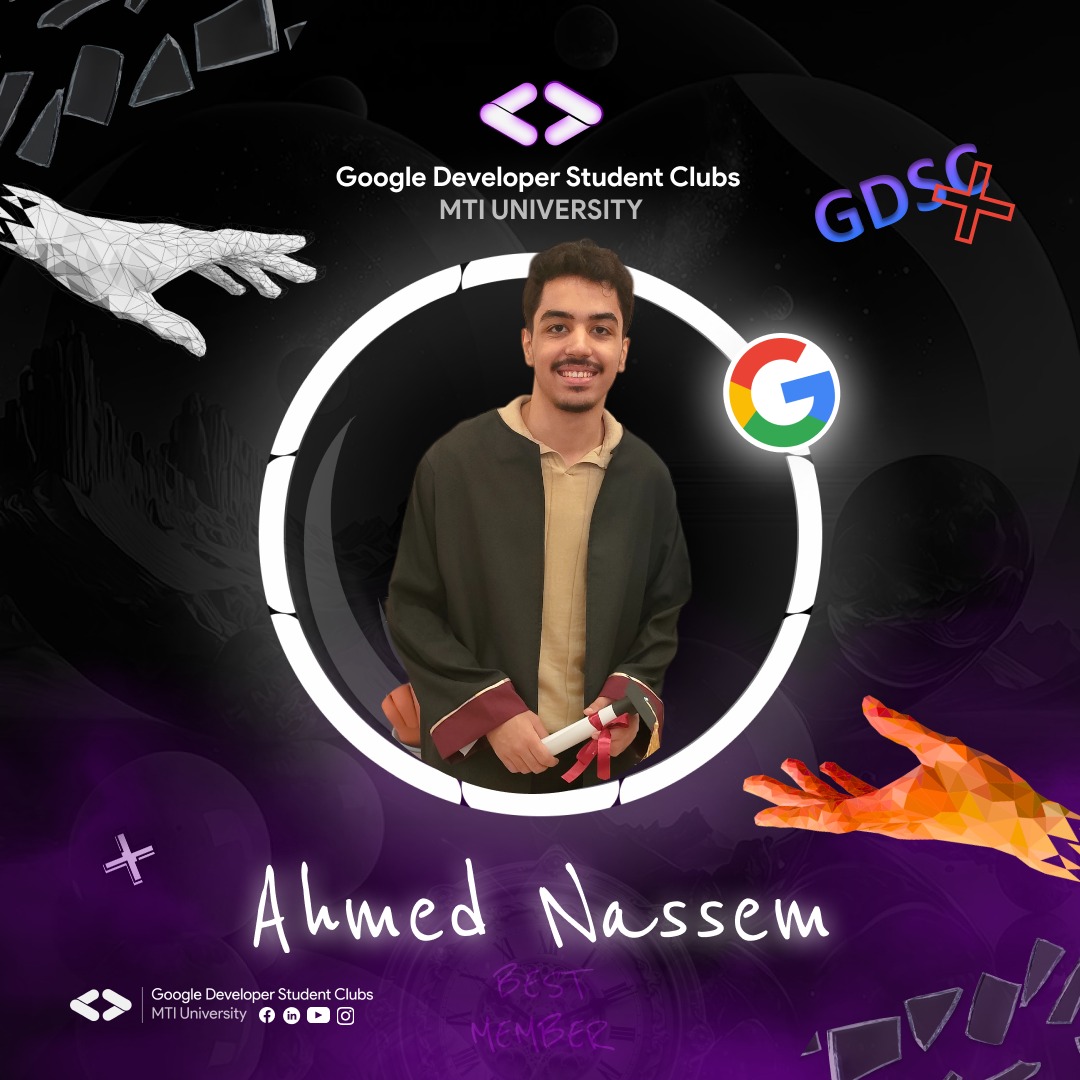 Google Developer Student Clubs
MTI UNIVERSITY
GDSC
Ahmed Nassem
BEST
MEMBER
Google Developer Student Clubs
MTI University